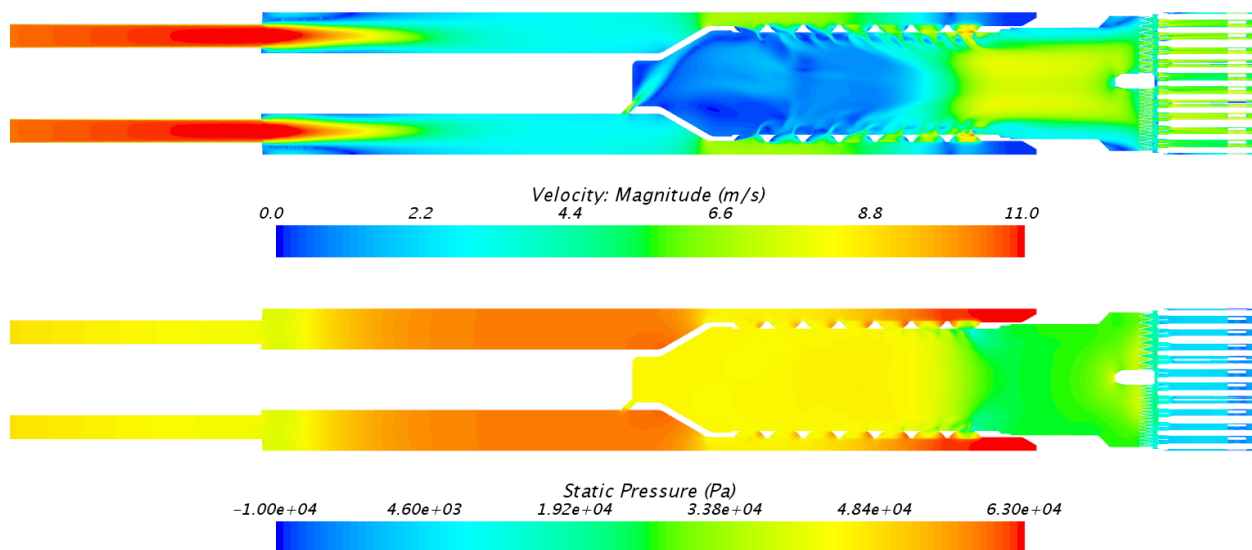 Velocity: Magnitude (m/s)
0.0 2.2 4.4 6.6 8.8 11.0
Static Pressure (Pa)
−1.00e+04 4.60e+03 1.92e+04 3.38e+04 4.84e+04 6.30e+04